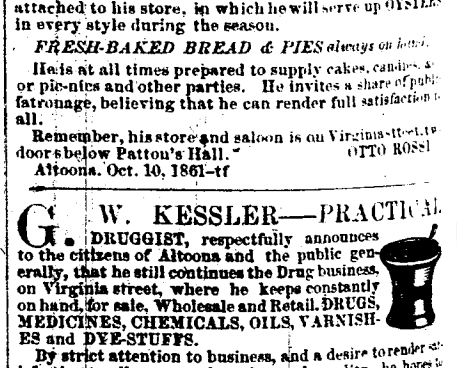 attached to his store, in which he will serve up OYSTERS
in every style during the season.
FRESH-BAKED BREAD & PIES always on hand.
He is at all times prepared to supply cakes, candies, &
or pic-nics and other parties. He invites a share of public
patronage, believing that he can render full satisfaction t
all.
Remember, his store and saloon is on Virginia street, tw
doors below Patton's Hall.
OTTO ROSSI
Altoona. Oct. 10, 1861-tf
G. W. KESSLER—PRACTICAL
DRUGGIST, respectfully announces
to the citizens of Altoona and the public gen-
erally, that he still continues the Drug business,
on Virginia street, where he keeps constantly
on hand, for sale, Wholesale and Retail. DRUGS,
MEDICINES, CHEMICALS, OILS, VARNISH-
ES and DYE-STUFFS.
By strict attention to business, and a desire to render sat-